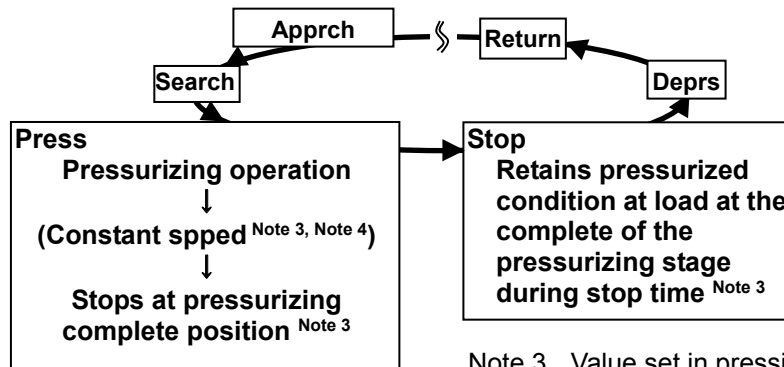 Apprch
Return
Search
Deprs
Press
Pressurizing operation
↓
(Constant spped Note 3, Note 4)
↓
Stops at pressurizing
complete position Note 3
Stop
Retains pressurized
condition at load at the
complete of the
pressurizing stage
during stop time Note 3
Note 3 Value set in pressi